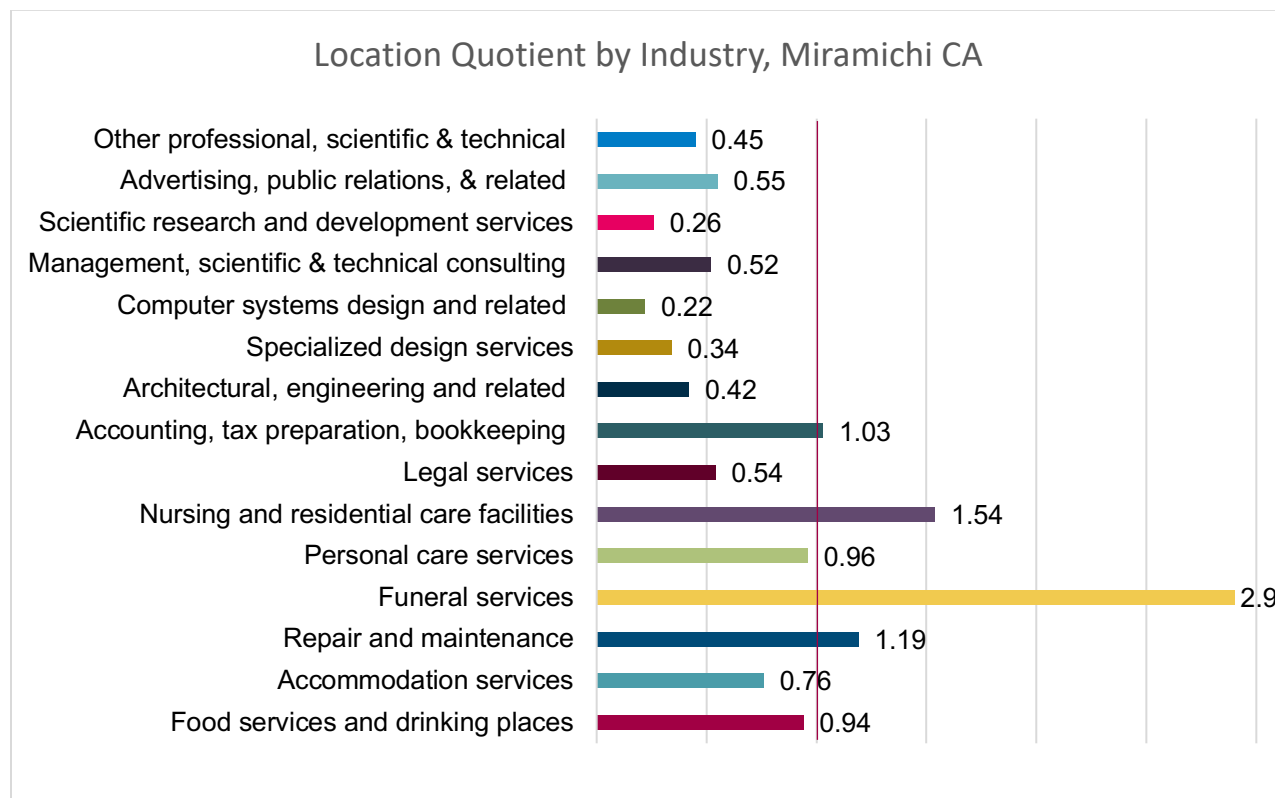 Location Quotient by Industry, Miramichi CA
Other professional, scientific & technical 0.45
Advertising, public relations, & related 0.55
Scientific research and development services 0.26
Management, scientific & technical consulting 0.52
Computer systems design and related 0.22
Specialized design services 0.34
Architectural, engineering and related 0.42
Accounting, tax preparation, bookkeeping 1.03
Legal services 0.54
Nursing and residential care facilities 1.54
Personal care services 0.96
Funeral services 2.9
Repair and maintenance 1.19
Accommodation services 0.76
Food services and drinking places 0.94